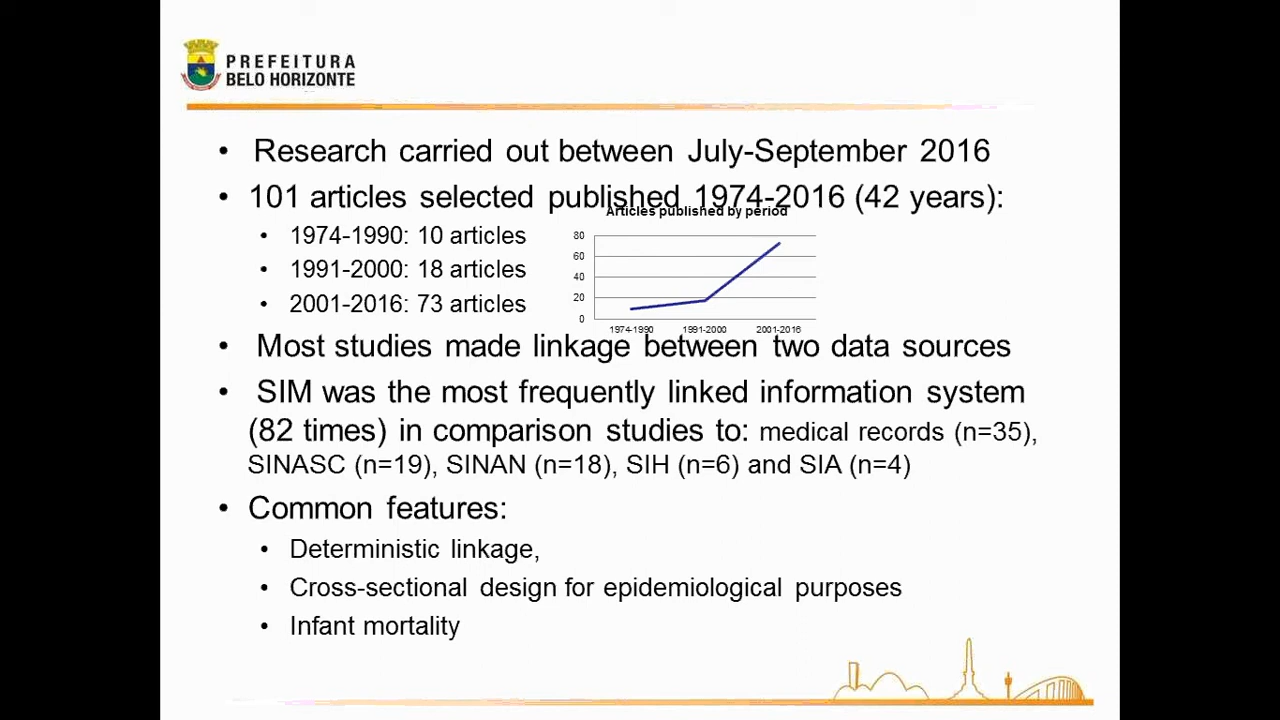 PREFEITURA
BELO HORIZONTE
• Research carried out between July-September 2016
• 101 articles selected published 1974-2016 (42 years):
• 1974-1990: 10 articles
• 1991-2000: 18 articles
• 2001-2016: 73 articles
Articles published by period
80
60
40
20
0
1974-1990 1991-2000 2001-2016
• Most studies made linkage between two data sources
• SIM was the most frequently linked information system
(82 times) in comparison studies to: medical records (n=35),
SINASC (n=19), SINAN (n=18), SIH (n=6) and SIA (n=4)
• Common features:
• Deterministic linkage,
• Cross-sectional design for epidemiological purposes
• Infant mortality